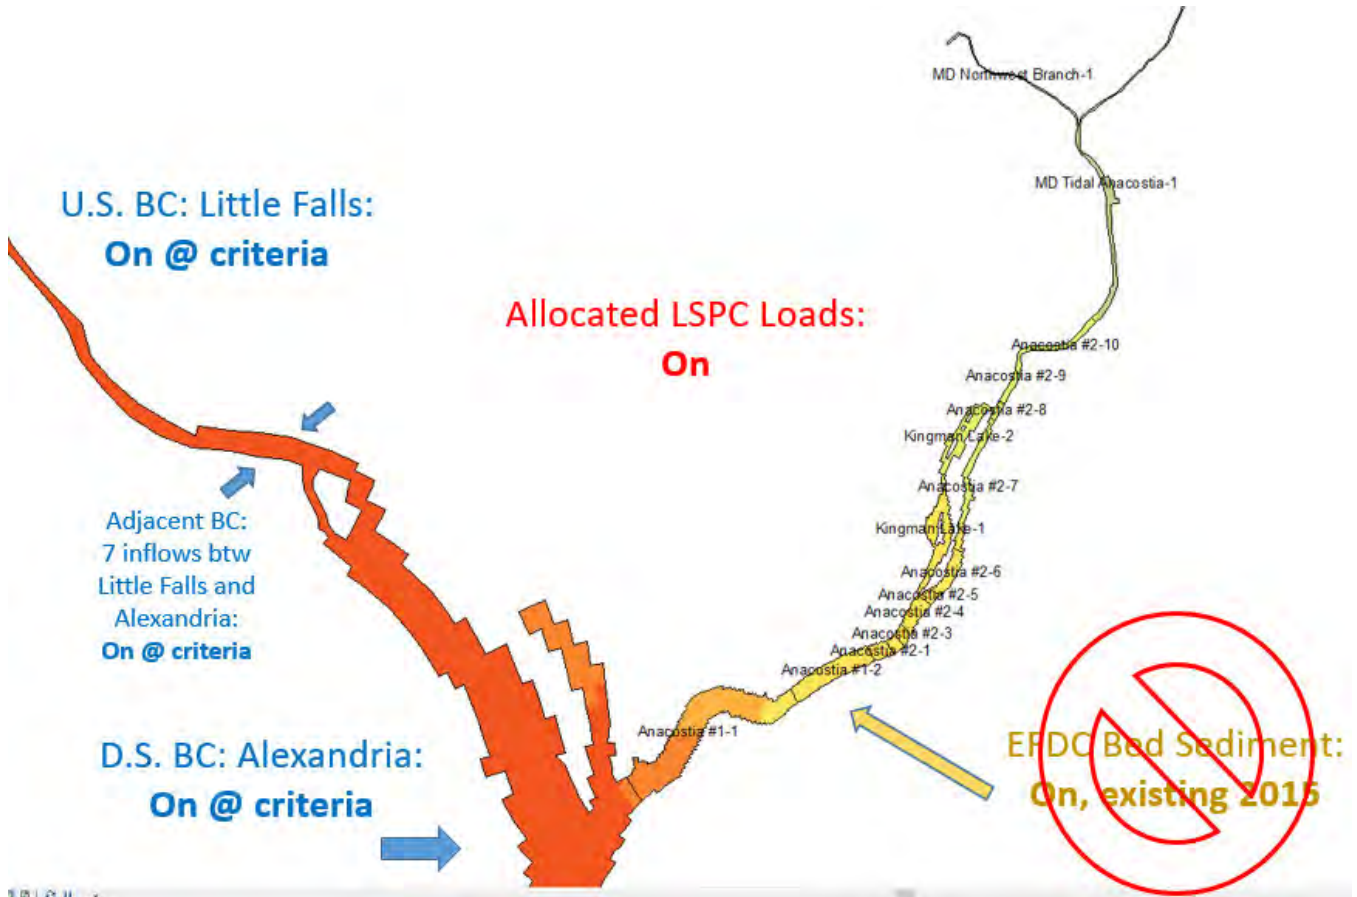 MD Northwest Branch-1
MD Tidal Anacostia-1
U.S. BC: Little Falls:
On @ criteria
Allocated LSPC Loads:
On
Anacostia #2-10
Anacostia #2-9
Anacostia #2-8
Kingman Lake-2
Anacostia #2-7
Adjacent BC:
7 inflows btw
Little Falls and
Alexandria:
On @ criteria
Kingman Lake-1
Anacostia #2-6
Anacostia #2-5
Anacostia #2-4
Anacostia #2-3
Anacostia #2-1
Anacostia #1-2
Anacostia #1-1
D.S. BC: Alexandria:
On @ criteria
EFDC Bed Sediment:
On, existing 2015